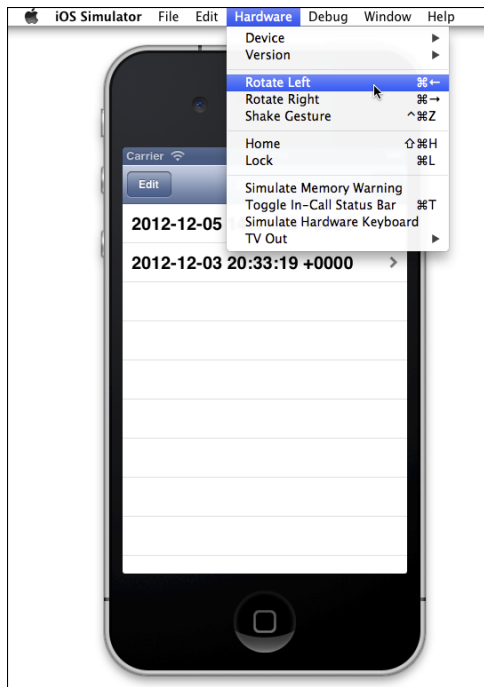 iOS Simulator File Edit Hardware Debug Window Help
Device
Version
Rotate Left ⌘←
Rotate Right ⌘→
Shake Gesture ^⌘Z
Home ⇧⌘H
Lock ⌘L
Simulate Memory Warning
Toggle In-Call Status Bar ⌘T
Simulate Hardware Keyboard
TV Out
Carrier
Edit
2012-12-05
2012-12-03 20:33:19 +0000